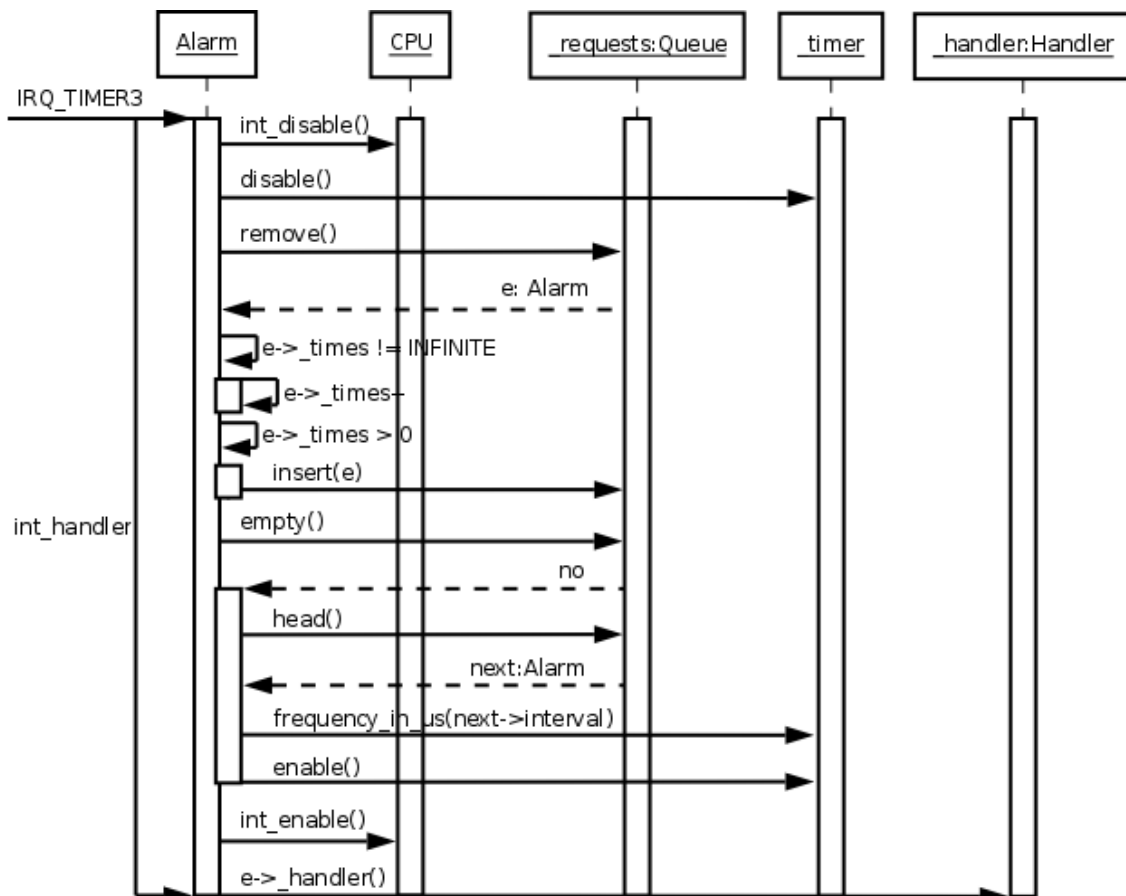 Alarm
CPU
_requests:Queue
_timer
_handler:Handler
IRQ_TIMER3
int_disable()
disable()
remove()
e: Alarm
e->_times != INFINITE
e->_times--
e->_times > 0
insert(e)
int_handler
empty()
no
head()
next:Alarm
frequency_in_us(next->interval)
enable()
int_enable()
e->_handler()